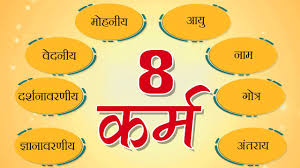 मोहनीय
आयु
वेदनीय
नाम
दर्शनावरणीय
गोत्र
ज्ञानावरणीय
अंतराय
8
कर्म